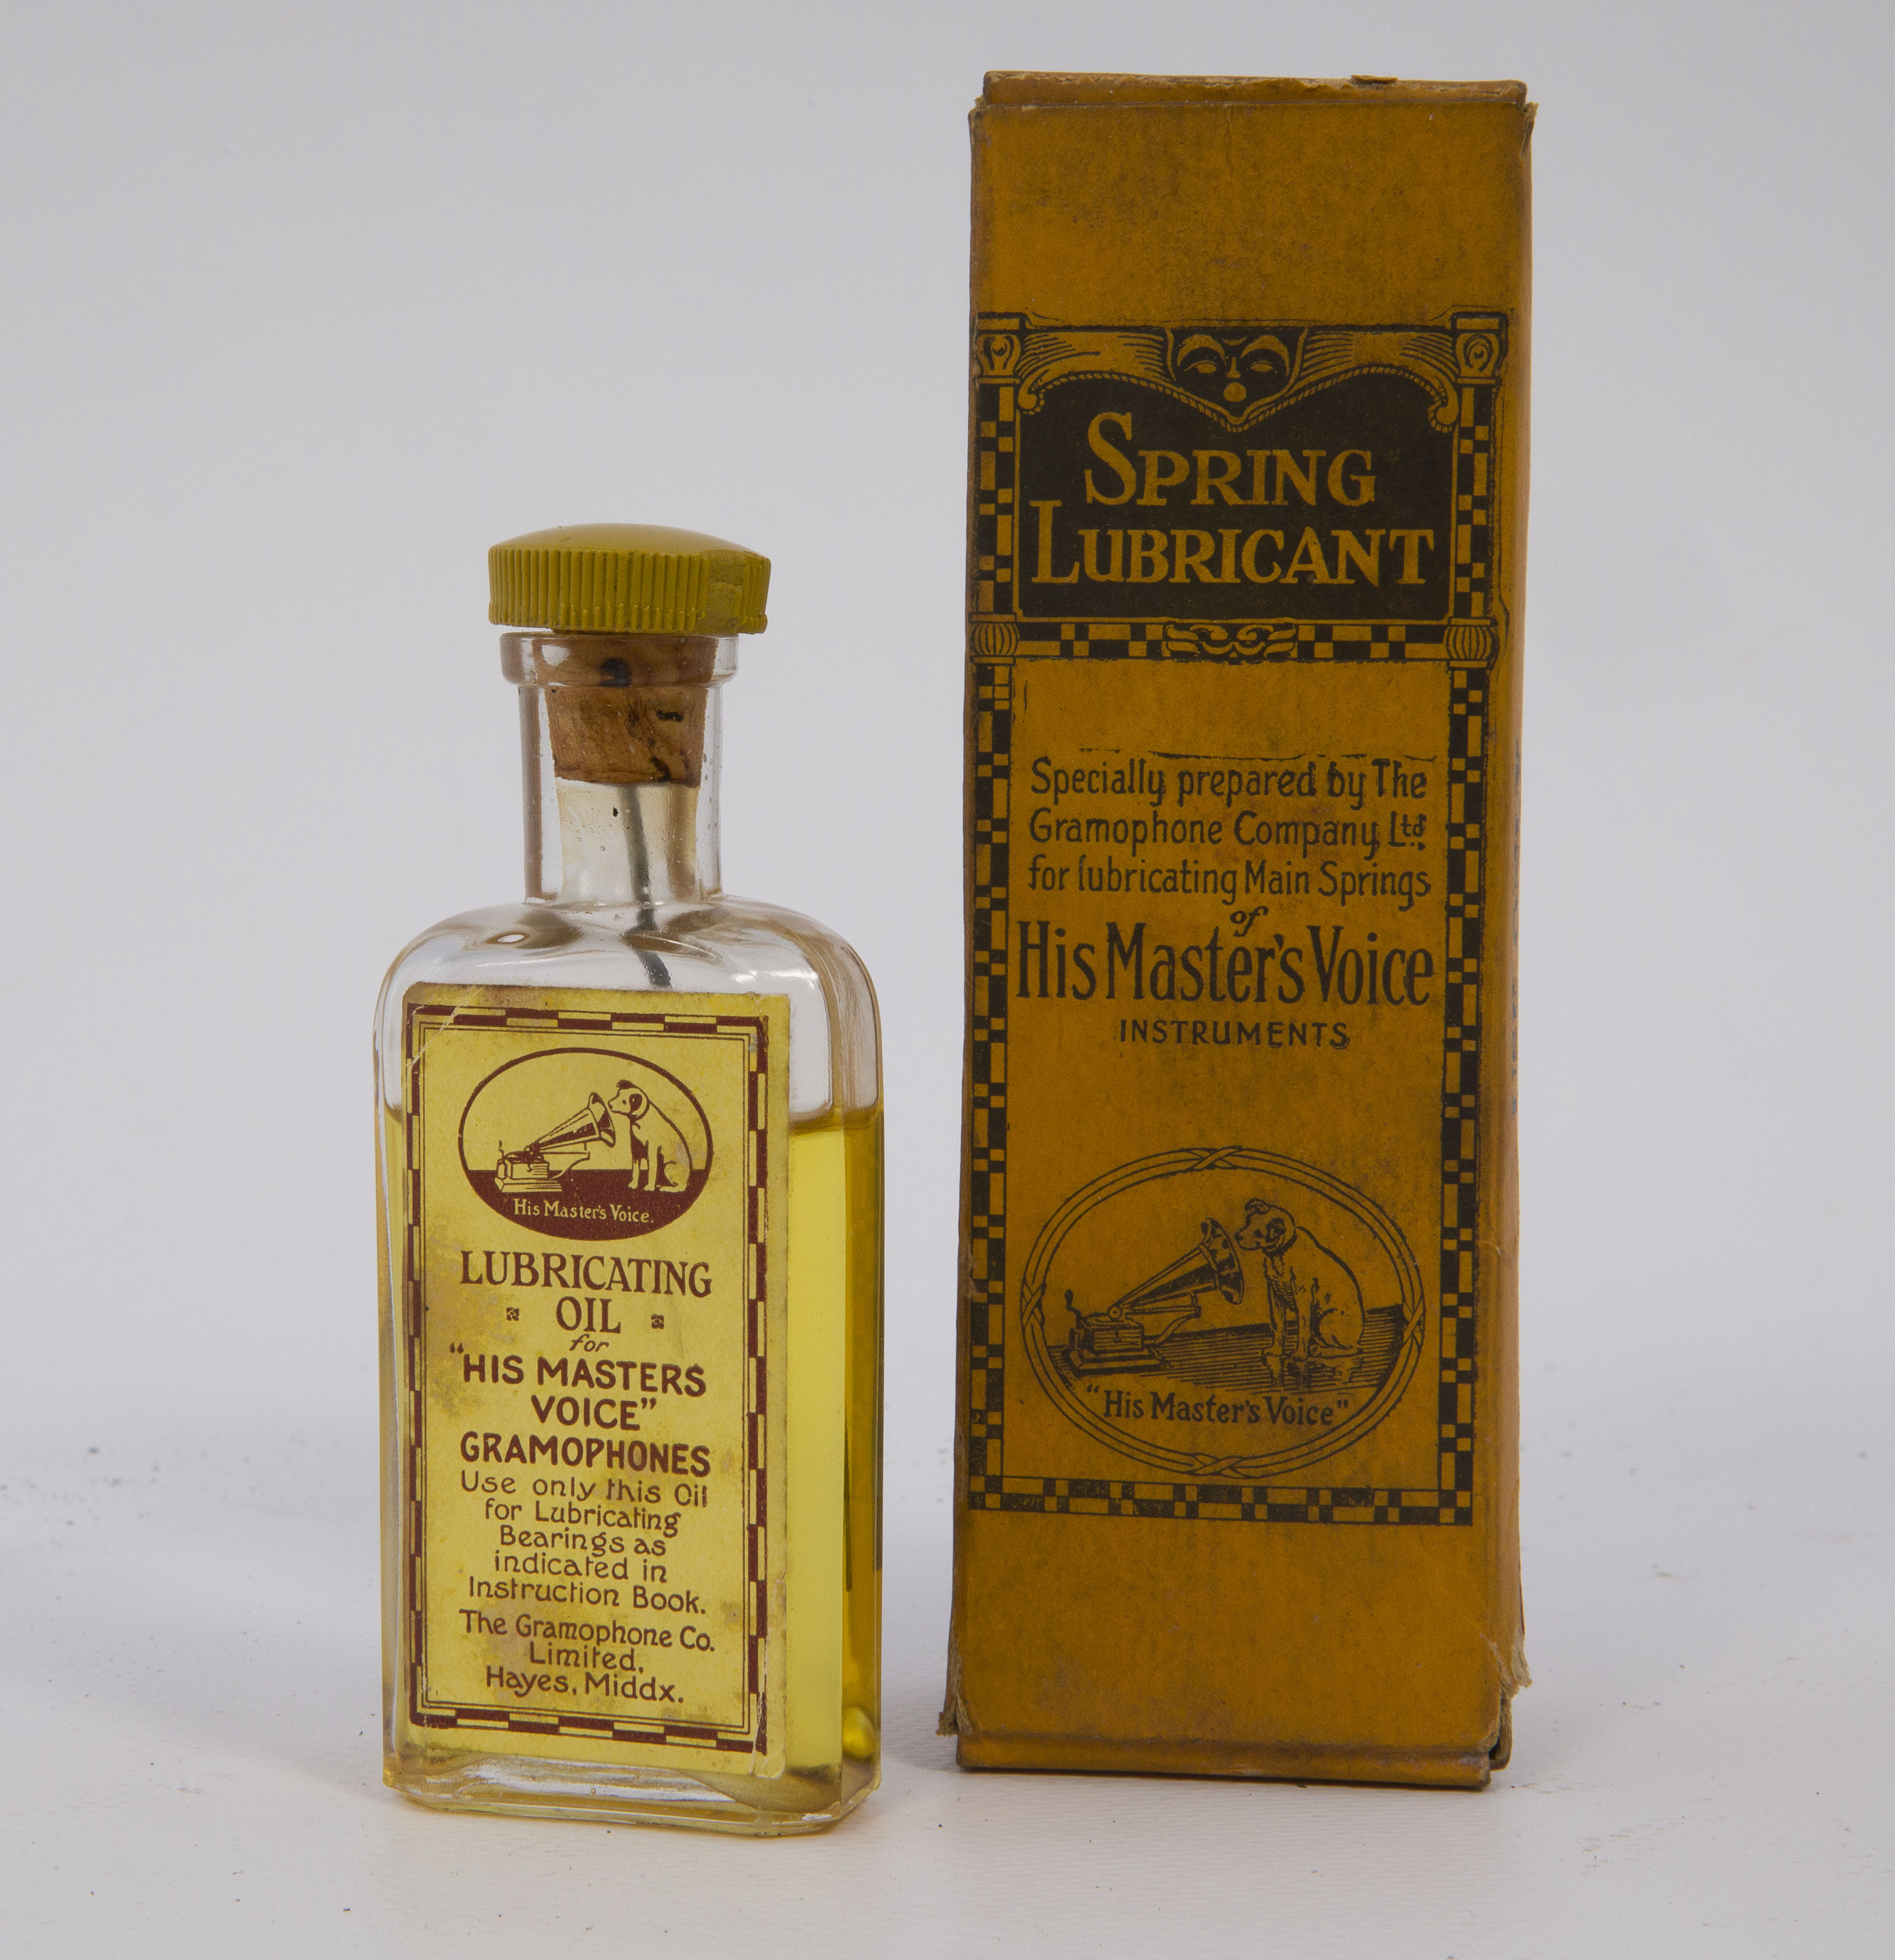 His Master's Voice.
LUBRICATING
OIL
for
"HIS MASTERS
VOICE"
GRAMOPHONES
Use only this Oil
for Lubricating
Bearings as
indicated in
Instruction Book.
The Gramophone Co.
Limited,
Hayes, Middx.
SPRING
LUBRICANT
Specially prepared by The
Gramophone Company, Ltd.
for lubricating Main Springs
of
His Master's Voice
INSTRUMENTS
"His Master's Voice"